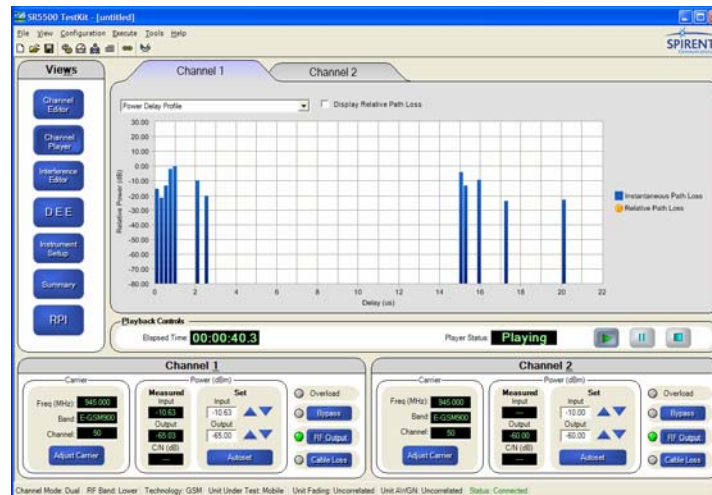 SR5500 TestKit - [untitled]
File View Configuration Execute Tools Help
SPIRENT
Views
Channel Editor
Channel Player
Interference Editor
DEE
Instrument Setup
Summary
RPI
Channel 1
Channel 2
Power Delay Profile
Display Relative Path Loss
Relative Power (dB)
30.00
20.00
10.00
0.00
-10.00
-20.00
-30.00
-40.00
-50.00
-60.00
-70.00
-80.00
0 2 4 6 8 10 12 14 16 18 20 22
Delay (us)
Instantaneous Path Loss
Relative Path Loss
Playback Controls
Elapsed Time 00:00:40.3
Player Status Playing
Channel 1
Carrier
Freq (MHz): 945.000
Band: E-GSM900
Channel: 50
Adjust Carrier
Power (dBm)
Measured
Input
-10.63
Output
-65.03
C/N (dB)
---
Set
Input
-10.63
Output
-65.00
Autoset
Overload
Bypass
RF Output
Cable Loss
Channel 2
Carrier
Freq (MHz): 945.000
Band: E-GSM900
Channel: 50
Adjust Carrier
Power (dBm)
Measured
Input
---
Output
-60.00
C/N (dB)
---
Set
Input
-10.00
Output
-60.00
Autoset
Overload
Bypass
RF Output
Cable Loss
Channel Mode: Dual RF Band: Lower Technology: GSM Unit Under Test: Mobile Unit Fading: Uncorrelated Unit AWGN: Uncorrelated Status: Connected